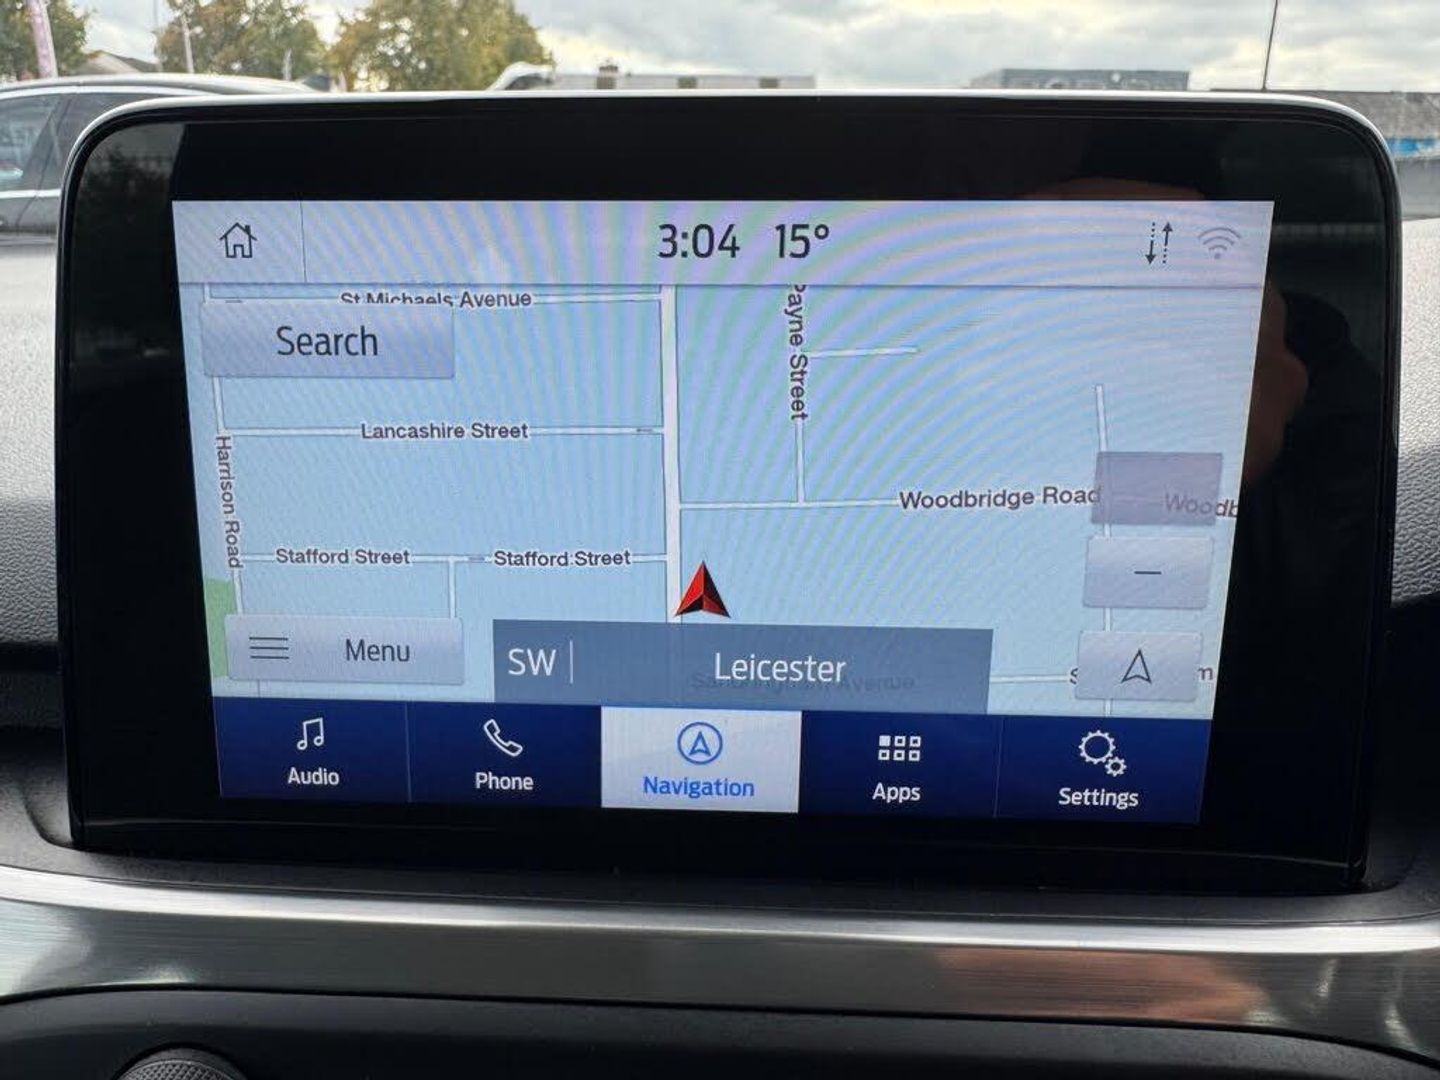 3:04 15°
St Michaels Avenue
Search
Payne Street
Lancashire Street
Harrison Road
Woodbridge Road
Stafford Street
Stafford Street
Menu
SW
Leicester
Audio
Phone
Navigation
Apps
Settings